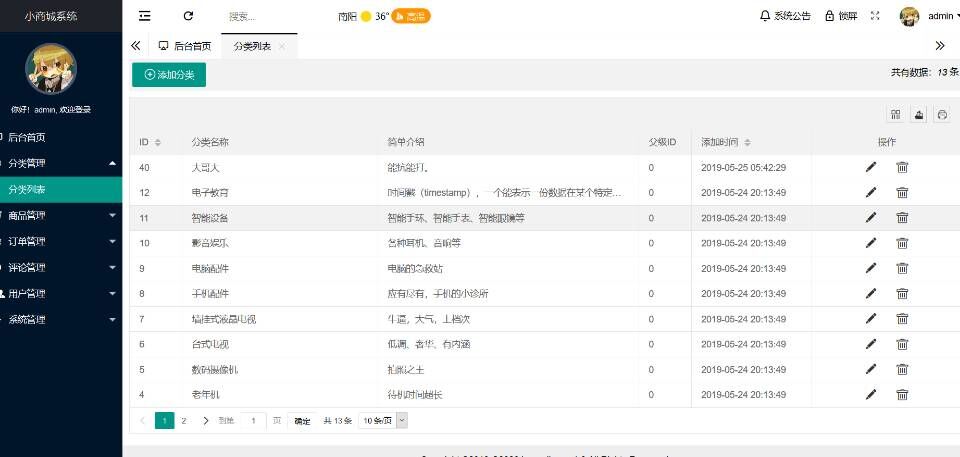 小商城系统
搜索...
南阳 36° 高温
系统公告
锁屏
admin
后台首页
分类列表
你好！admin, 欢迎登录
后台首页
分类管理
分类列表
商品管理
订单管理
评论管理
用户管理
系统管理
添加分类
共有数据：13 条
ID 分类名称 简单介绍 父级ID 添加时间 操作
40 大哥大 能抗能打。 0 2019-05-25 05:42:29
12 电子教育 时间戳（timestamp），一个能表示一份数据在某个特定... 0 2019-05-24 20:13:49
11 智能设备 智能手环、智能手表、智能眼镜等 0 2019-05-24 20:13:49
10 影音娱乐 各种耳机、音响等 0 2019-05-24 20:13:49
9 电脑配件 电脑的急救站 0 2019-05-24 20:13:49
8 手机配件 应有尽有，手机的小诊所 0 2019-05-24 20:13:49
7 墙挂式液晶电视 牛逼，大气，上档次 0 2019-05-24 20:13:49
6 台式电视 低调、奢华、有内涵 0 2019-05-24 20:13:49
5 数码摄像机 拍照之王 0 2019-05-24 20:13:49
4 老年机 待机时间超长 0 2019-05-24 20:13:49
1 2 到第 1 页 确定 共 13 条 10 条/页